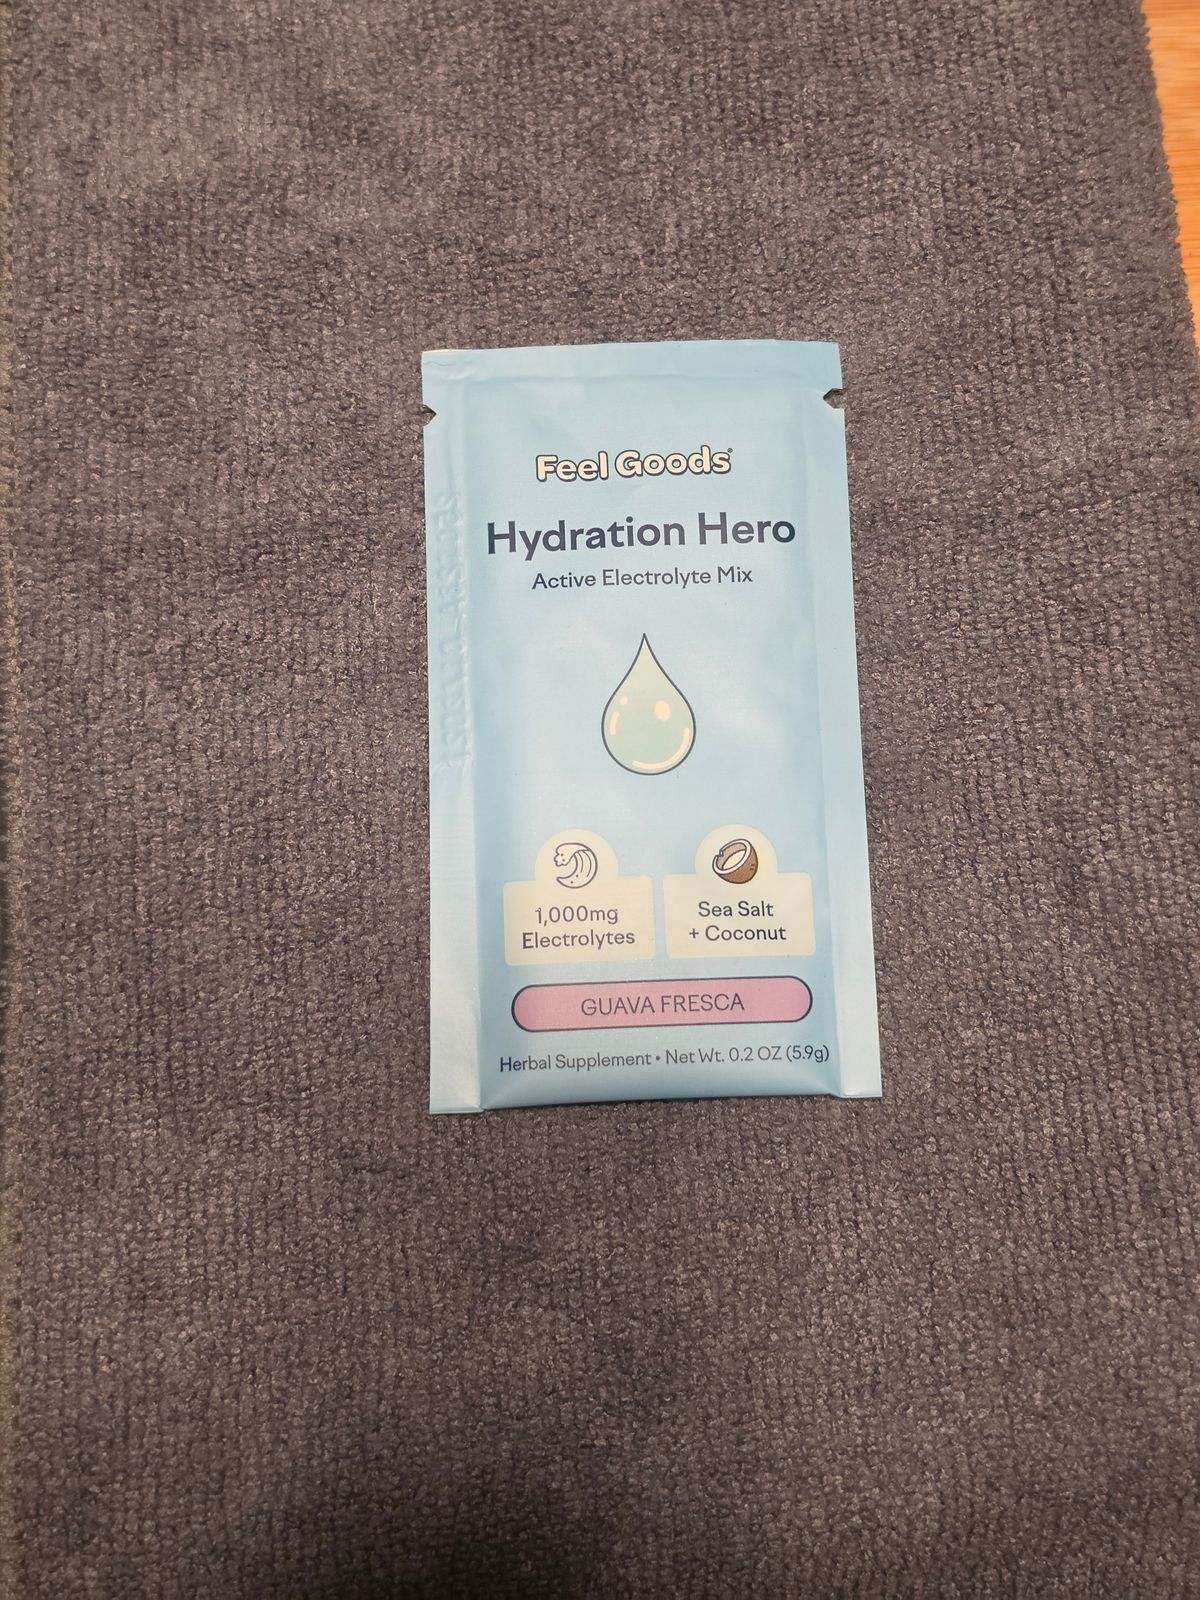 Feel Goods
Hydration Hero
Active Electrolyte Mix
1,000mg
Electrolytes
Sea Salt
+ Coconut
GUAVA FRESCA
Herbal Supplement • Net Wt. 0.2 OZ (5.9g)